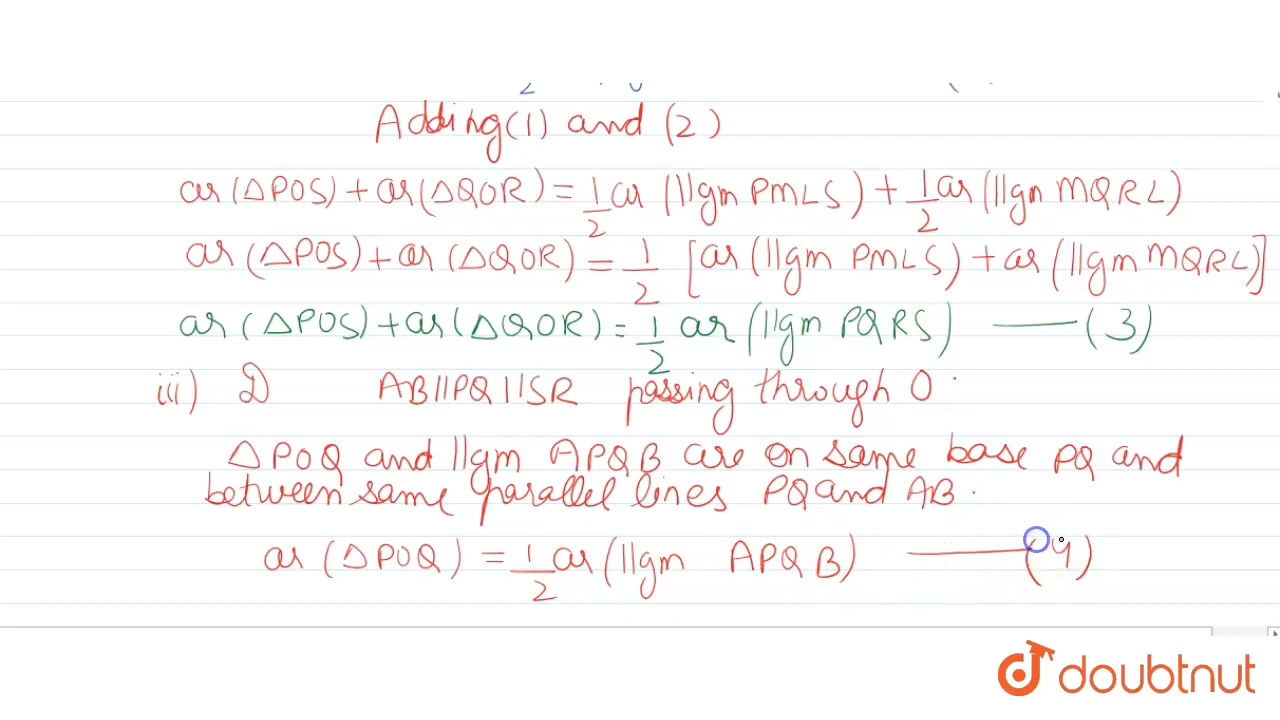 Adding (1) and (2)
ar (△POS) + ar (△QOR) = 1/2 ar (||gm PMLS) + 1/2 ar (||gm MQRL)
ar (△POS) + ar (△QOR) = 1/2 [ar (||gm PMLS) + ar (||gm MQRL)]
ar (△POS) + ar (△QOR) = 1/2 ar (||gm PQRS) —— (3)
iii) D AB||PQ||SR passing through O.
△POQ and ||gm APQB are on same base PQ and
between same parallel lines PQ and AB.
ar (△POQ) = 1/2 ar (||gm APQB) —— (4)
doubtnut